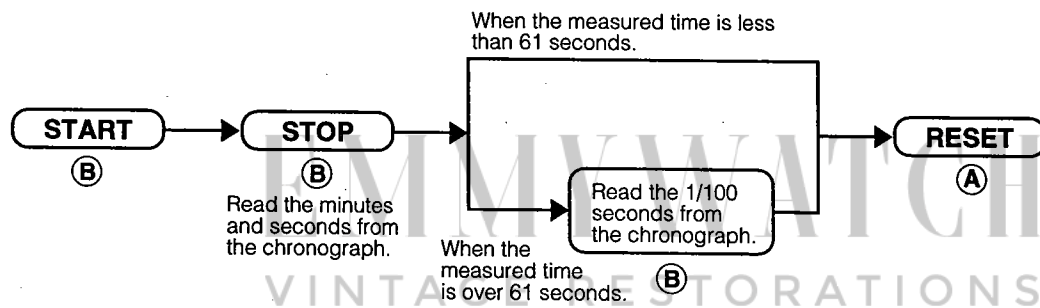 When the measured time is less
than 61 seconds.
START
STOP
RESET
B
B
A
Read the minutes
and seconds from
the chronograph.
Read the 1/100
seconds from
the chronograph.
When the
measured time
is over 61 seconds.
B
EMMYWATCH
VINTAGE RESTORATIONS